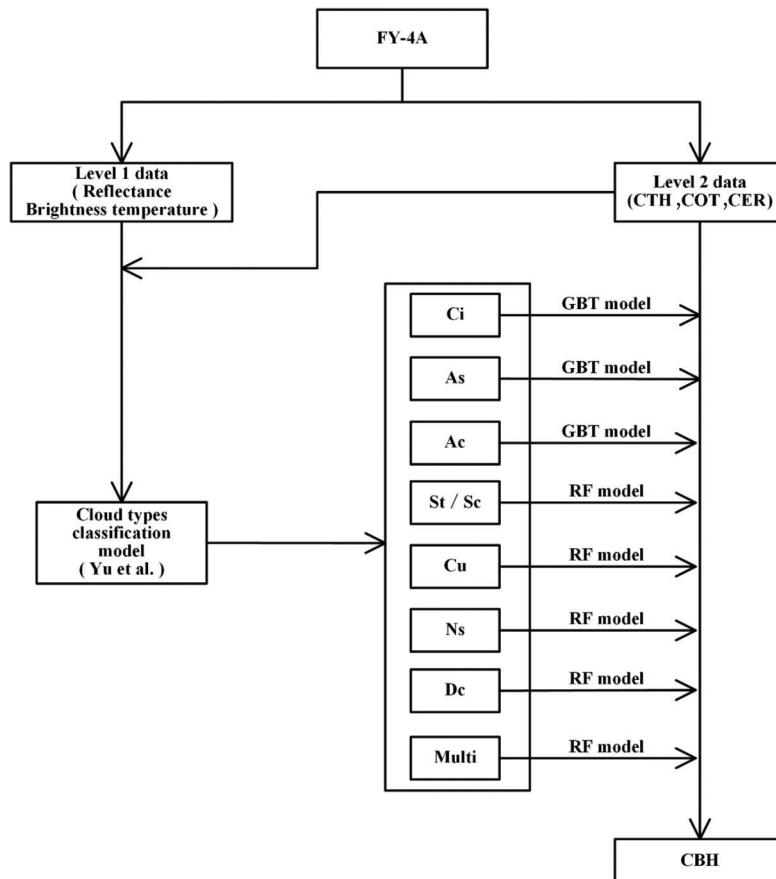 FY-4A
Level 1 data
( Reflectance
Brightness temperature )
Level 2 data
(CTH ,COT ,CER)
Ci
GBT model
As
GBT model
Ac
GBT model
St / Sc
RF model
Cu
RF model
Ns
RF model
Dc
RF model
Multi
RF model
Cloud types
classification
model
( Yu et al. )
CBH